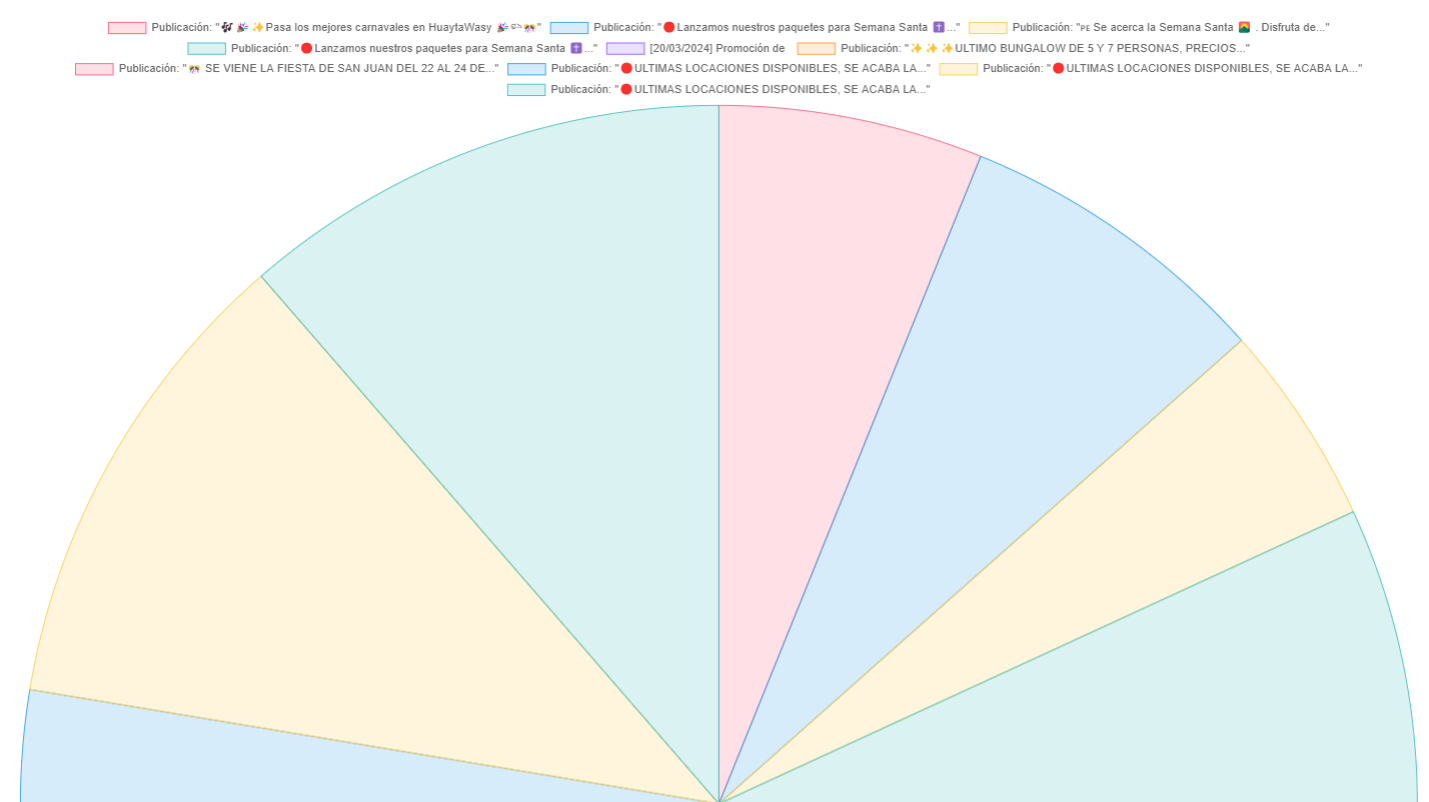 Publicación: "🎶 🎉 ✨Pasa los mejores carnavales en HuaytaWasy 🎉🎊" Publicación: "🔴Lanzamos nuestros paquetes para Semana Santa ✝️..." Publicación: "🇵🇪 Se acerca la Semana Santa 🌄 . Disfruta de..."
Publicación: "🔴Lanzamos nuestros paquetes para Semana Santa ✝️..." [20/03/2024] Promoción de Publicación: "✨ ✨ ✨ULTIMO BUNGALOW DE 5 Y 7 PERSONAS, PRECIOS..."
Publicación: "🎊 SE VIENE LA FIESTA DE SAN JUAN DEL 22 AL 24 DE..." Publicación: "🔴ULTIMAS LOCACIONES DISPONIBLES, SE ACABA LA..." Publicación: "🔴ULTIMAS LOCACIONES DISPONIBLES, SE ACABA LA..."
Publicación: "🔴ULTIMAS LOCACIONES DISPONIBLES, SE ACABA LA..."